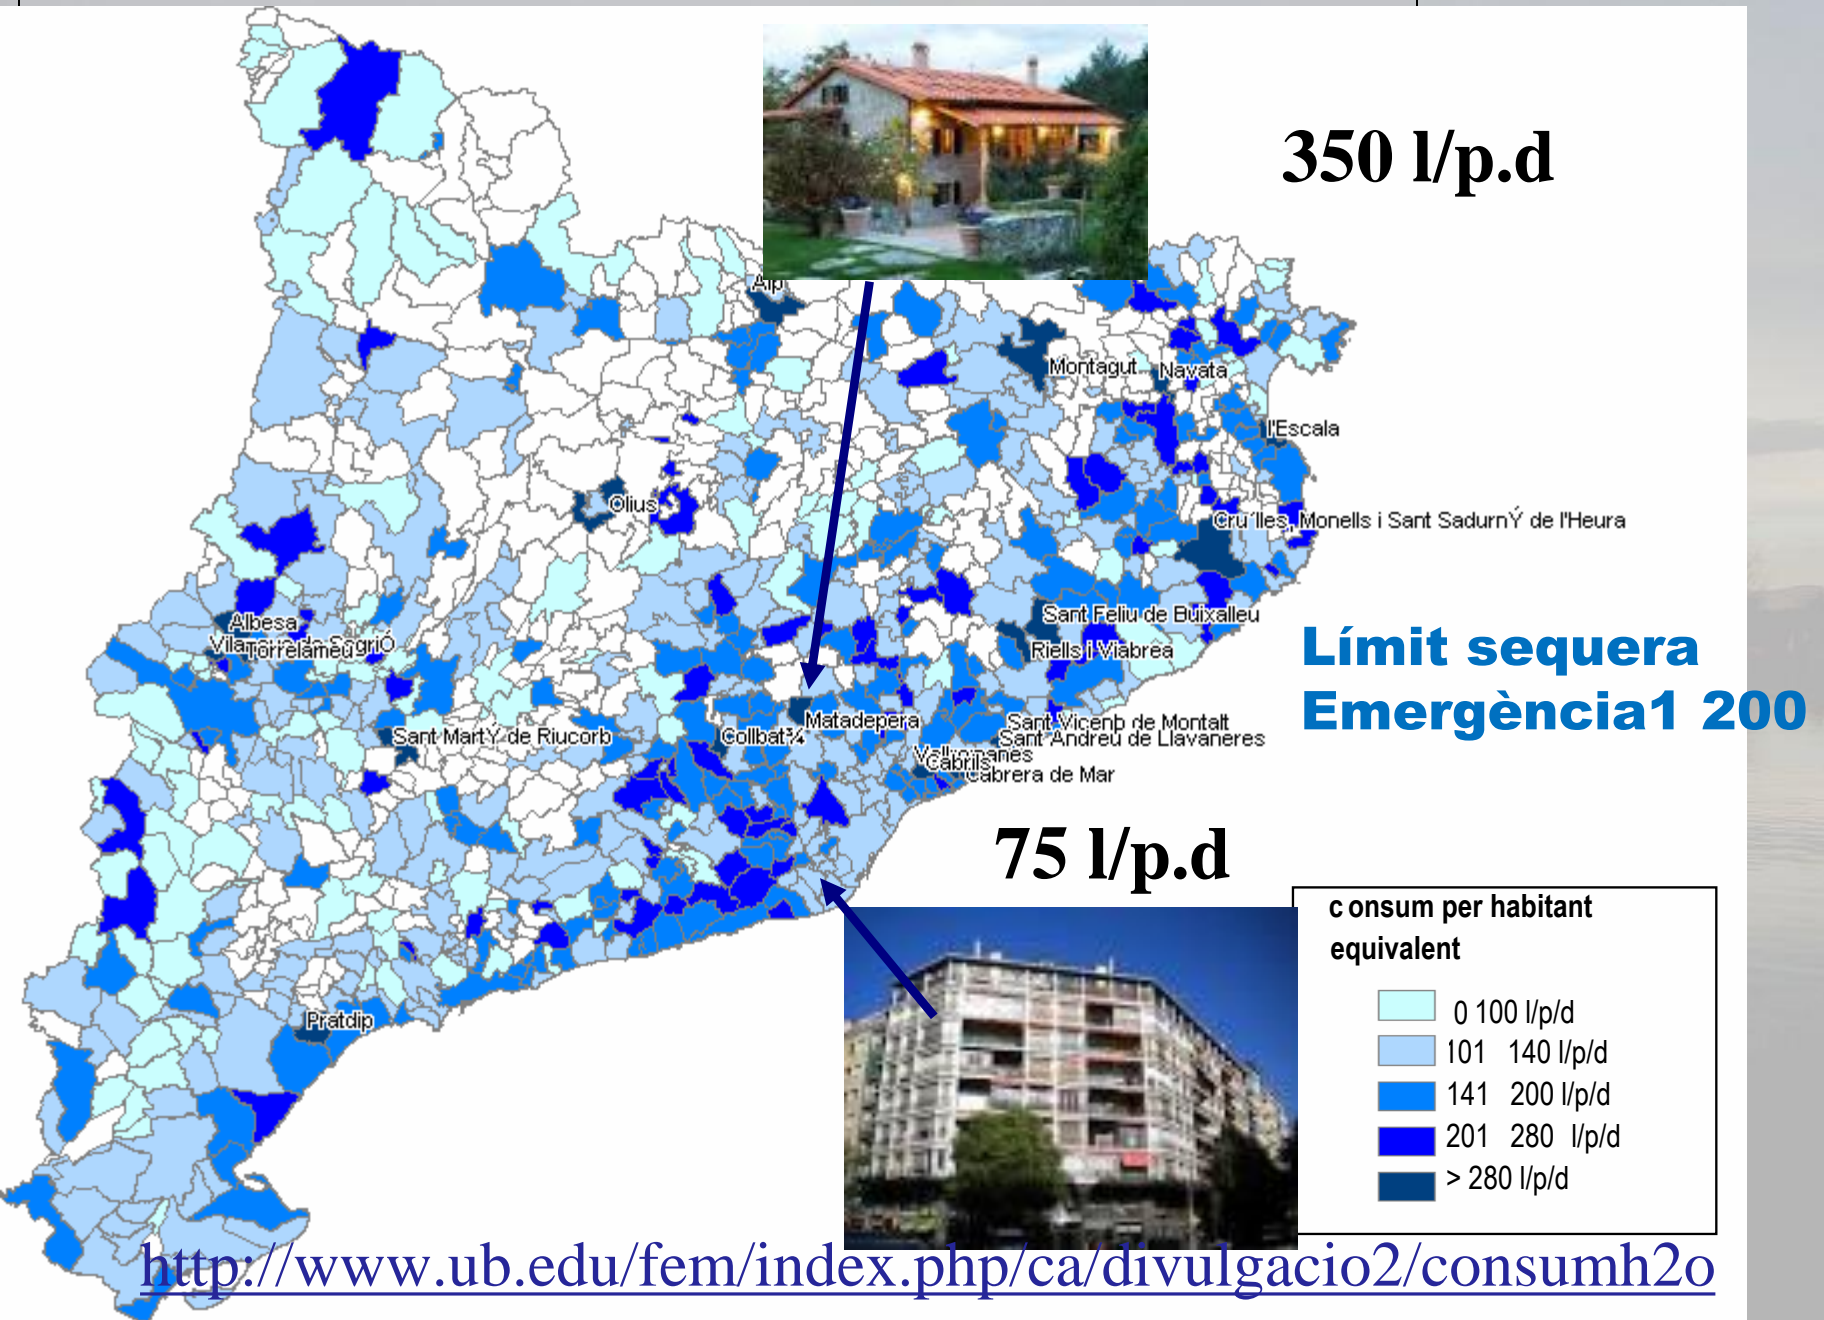 350 l/p.d
Alp
Montagut
Navata
l'Escala
Olius
Cru´lles, Monells i Sant SadurnÝ de l'Heura
Albesa
Torrelameu
Sant Feliu de Buixalleu
Riells i Viabrea
Límit sequera
Emergència1 200
Sant MartÝ de Riucorb
Collbat¾
Matadepera
Sant Vicenþ de Montalt
Sant Andreu de Llavaneres
Cabrils
Cabrera de Mar
75 l/p.d
Pratdip
c onsum per habitant
equivalent
0 100 l/p/d
101 140 l/p/d
141 200 l/p/d
201 280 l/p/d
> 280 l/p/d
http://www.ub.edu/fem/index.php/ca/divulgacio2/consumh2o